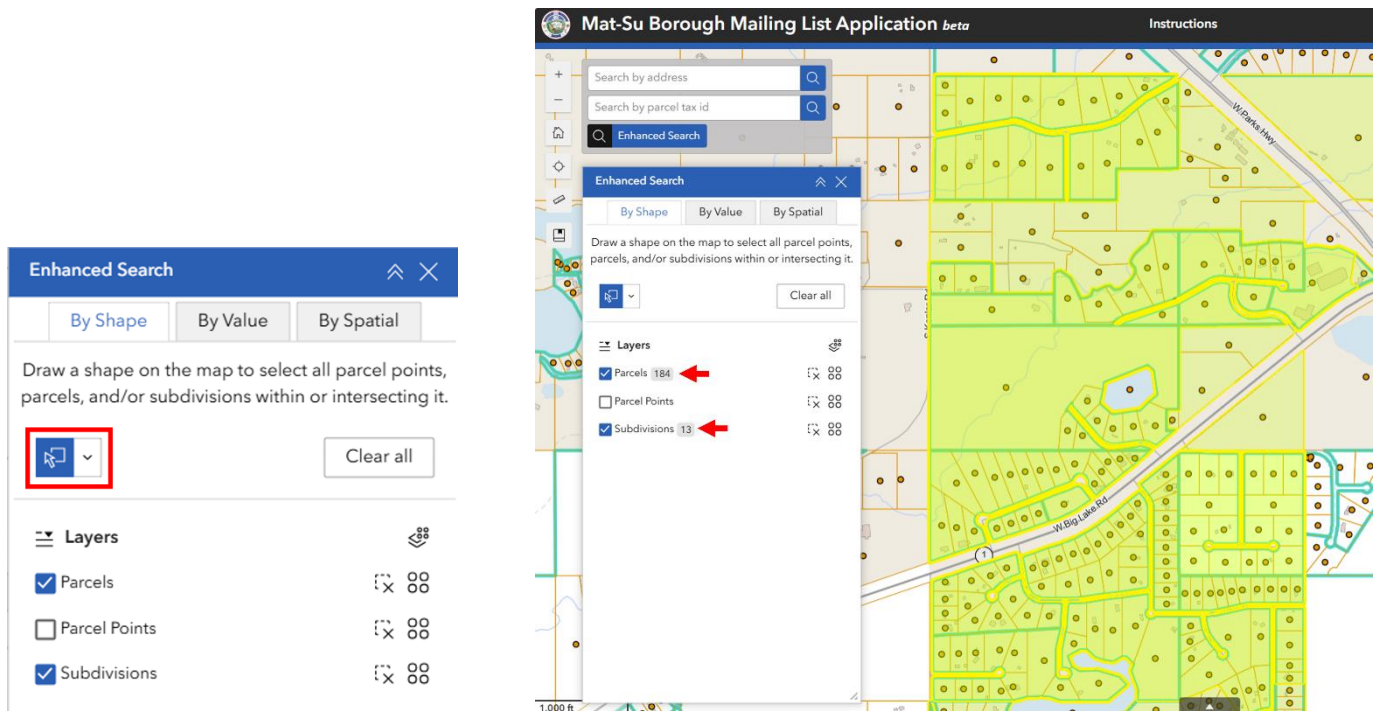 Enhanced Search
By Shape By Value By Spatial
Draw a shape on the map to select all parcel points,
parcels, and/or subdivisions within or intersecting it.
Clear all
Layers
Parcels
Parcel Points
Subdivisions
Mat-Su Borough Mailing List Application beta
Instructions
Search by address
Search by parcel tax id
Enhanced Search
Enhanced Search
By Shape By Value By Spatial
Draw a shape on the map to select all parcel points,
parcels, and/or subdivisions within or intersecting it.
Clear all
Layers
Parcels 184
Parcel Points
Subdivisions 13
W.Parks.Hwy
W.Big.Lake.Rd
1
1,000 ft